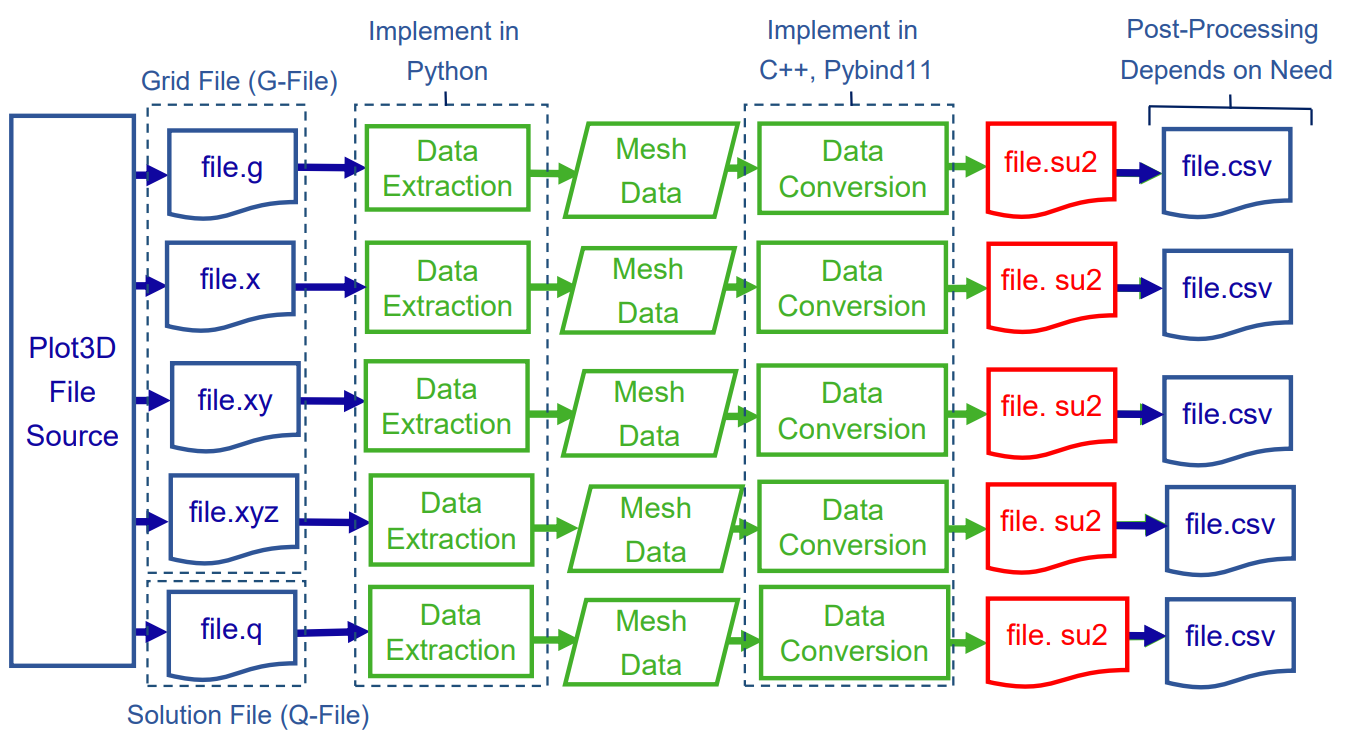 Implement in
Python
Implement in
C++, Pybind11
Post-Processing
Depends on Need
Grid File (G-File)
Plot3D
File
Source
file.g
Data
Extraction
Mesh
Data
Data
Conversion
file.su2
file.csv
file.x
Data
Extraction
Mesh
Data
Data
Conversion
file. su2
file.csv
file.xy
Data
Extraction
Mesh
Data
Data
Conversion
file. su2
file.csv
file.xyz
Data
Extraction
Mesh
Data
Data
Conversion
file. su2
file.csv
file.q
Data
Extraction
Mesh
Data
Data
Conversion
file. su2
file.csv
Solution File (Q-File)